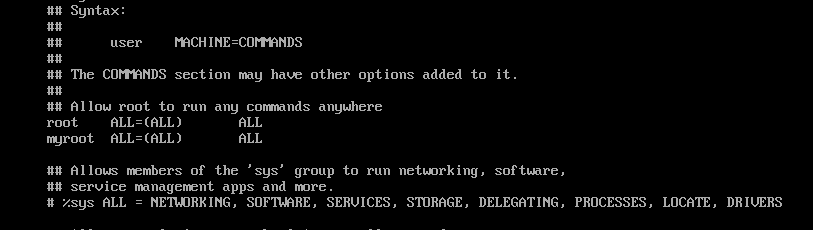 ## Syntax:
##
##      user    MACHINE=COMMANDS
##
## The COMMANDS section may have other options added to it.
##
## Allow root to run any commands anywhere
root    ALL=(ALL)       ALL
myroot  ALL=(ALL)       ALL
## Allows members of the 'sys' group to run networking, software,
## service management apps and more.
# %sys ALL = NETWORKING, SOFTWARE, SERVICES, STORAGE, DELEGATING, PROCESSES, LOCATE, DRIVERS